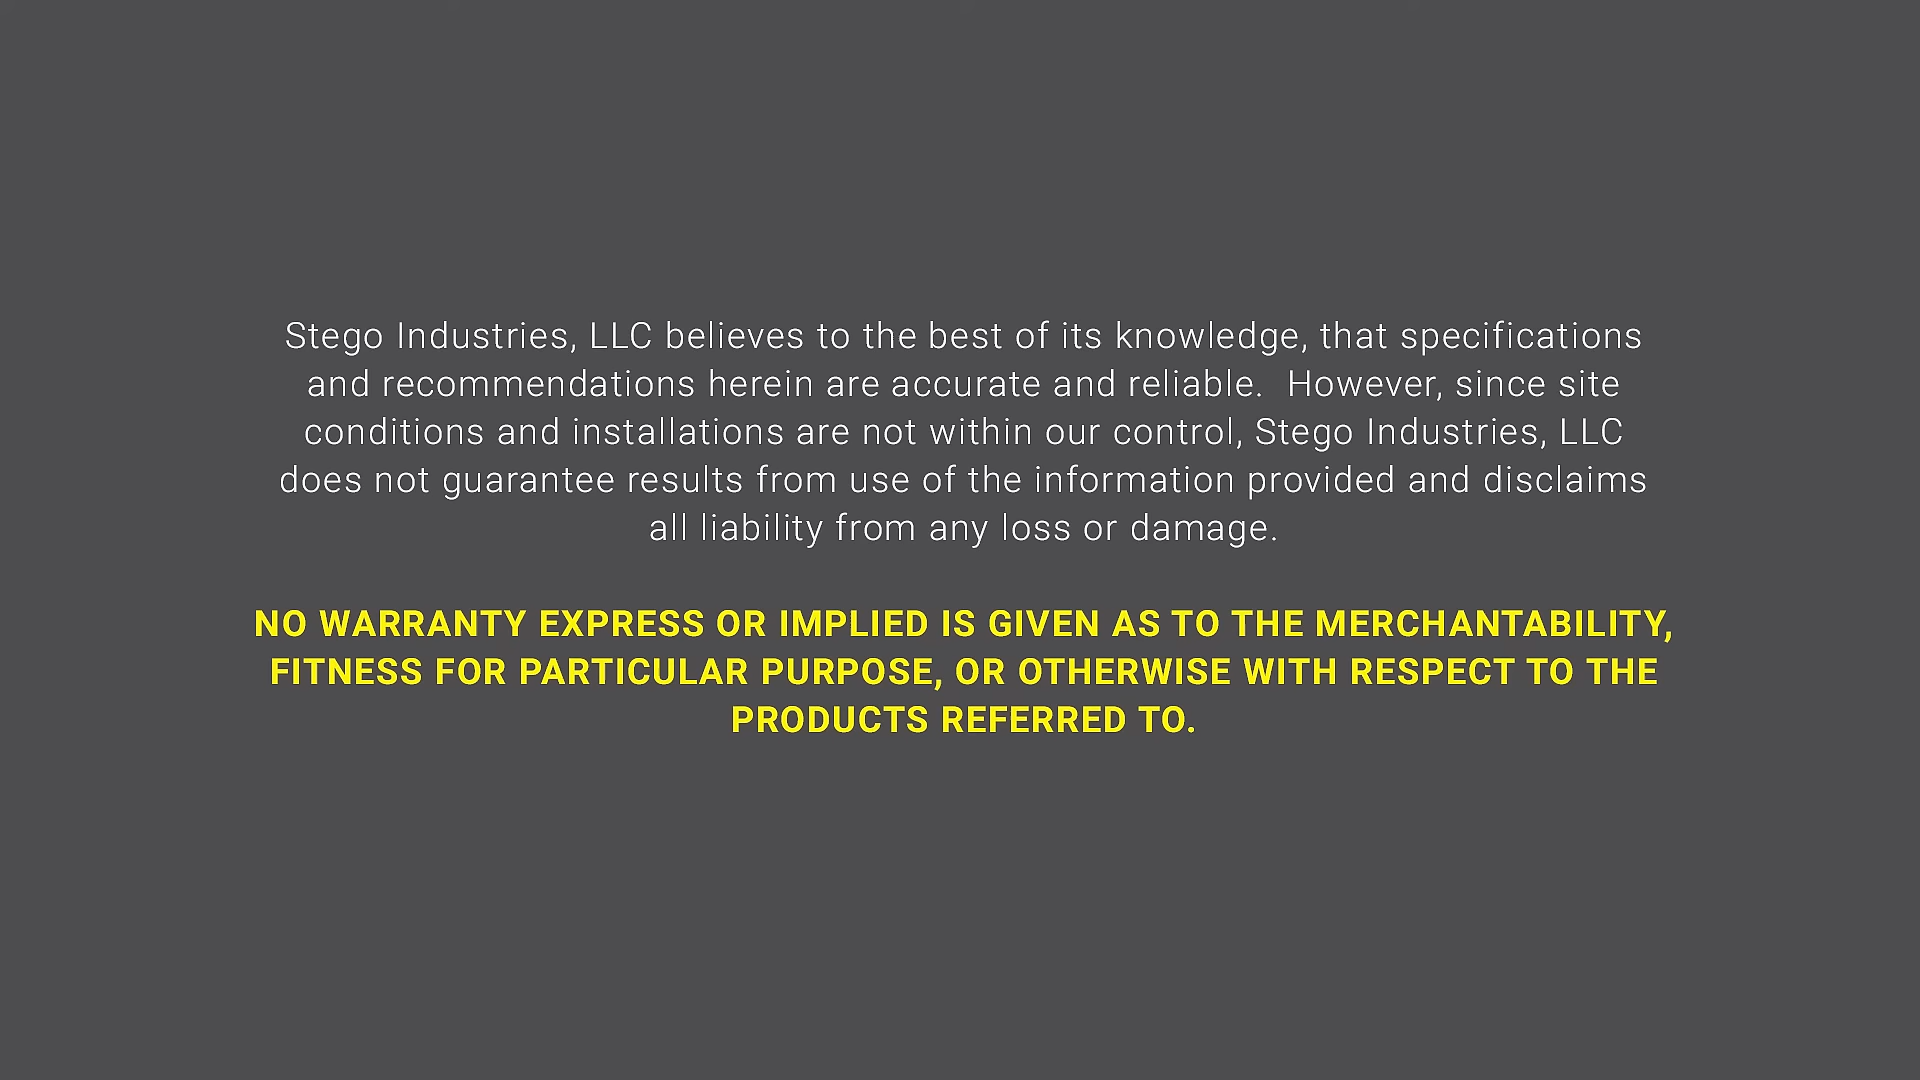 Stego Industries, LLC believes to the best of its knowledge, that specifications
and recommendations herein are accurate and reliable.  However, since site
conditions and installations are not within our control, Stego Industries, LLC
does not guarantee results from use of the information provided and disclaims
all liability from any loss or damage.
NO WARRANTY EXPRESS OR IMPLIED IS GIVEN AS TO THE MERCHANTABILITY,
FITNESS FOR PARTICULAR PURPOSE, OR OTHERWISE WITH RESPECT TO THE
PRODUCTS REFERRED TO.